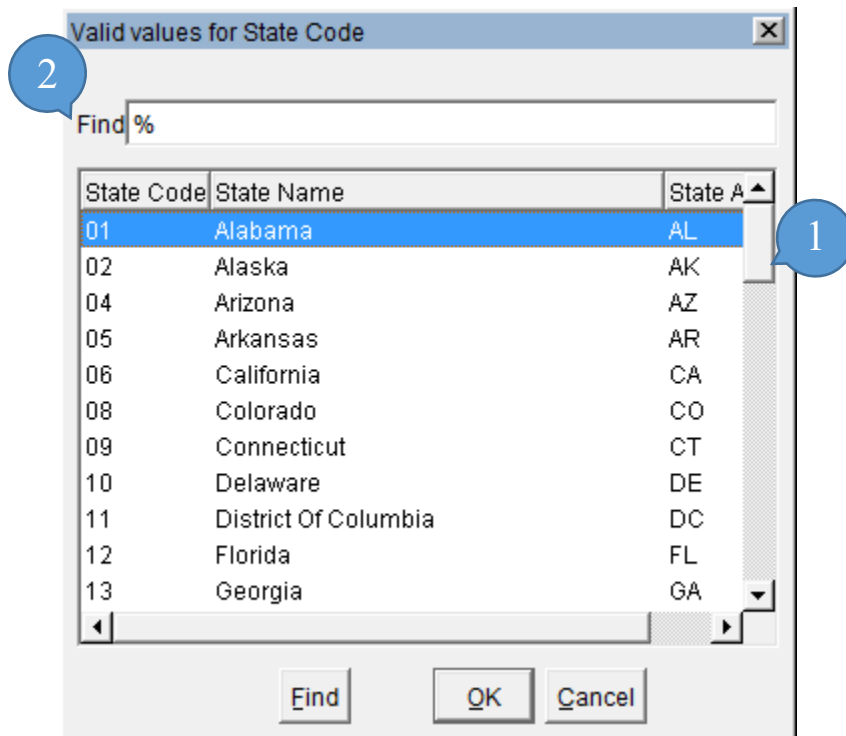 Valid values for State Code
2
Find %
State Code State Name State A
01 Alabama AL
1
02 Alaska AK
04 Arizona AZ
05 Arkansas AR
06 California CA
08 Colorado CO
09 Connecticut CT
10 Delaware DE
11 District Of Columbia DC
12 Florida FL
13 Georgia GA
Find OK Cancel